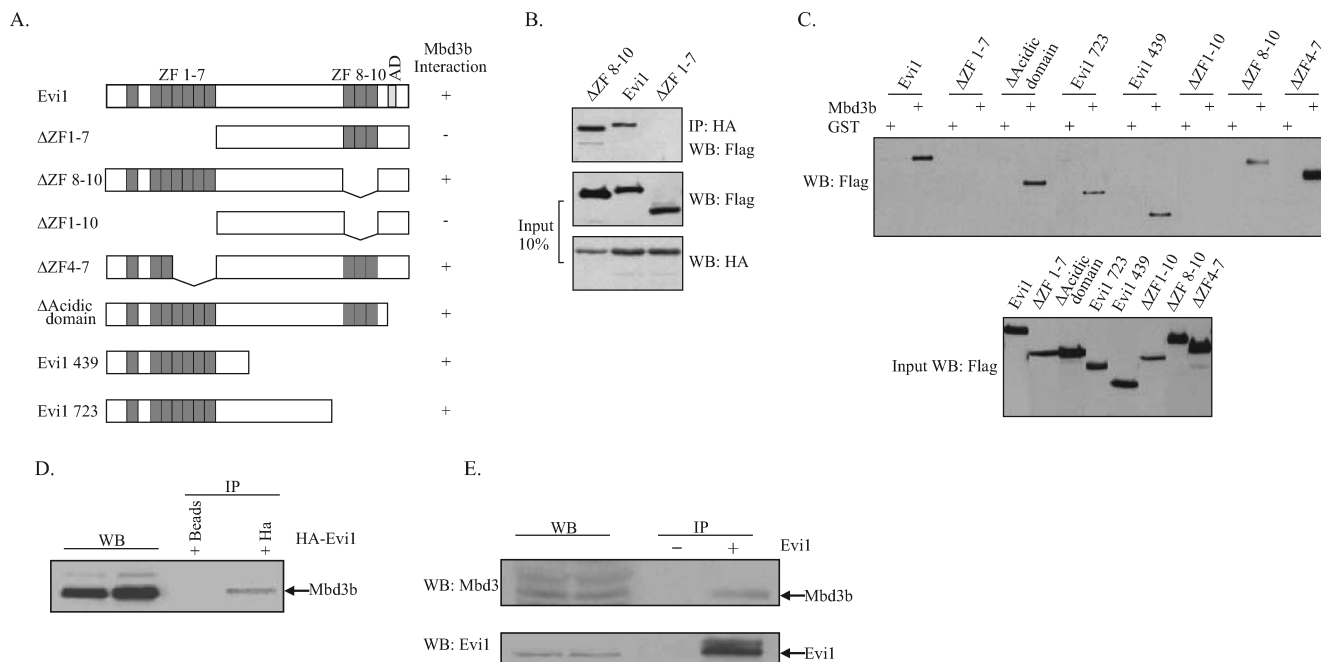 A.
ZF 1-7
ZF 8-10
AD
Mbd3b
Interaction
Evi1
+
ΔZF1-7
-
ΔZF 8-10
+
ΔZF1-10
-
ΔZF4-7
+
ΔAcidic
domain
+
Evi1 439
+
Evi1 723
+
B.
ΔZF 8-10
Evi1
ΔZF 1-7
IP: HA
WB: Flag
WB: Flag
Input
10%
WB: HA
C.
Evi1
ΔZF 1-7
ΔAcidic
domain
Evi1 723
Evi1 439
ΔZF1-10
ΔZF 8-10
ΔZF4-7
Mbd3b + + + + + + + +
GST + + + + + + + +
WB: Flag
Evi1
ΔZF 1-7
ΔAcidic
domain
Evi1 723
Evi1 439
ΔZF1-10
ΔZF 8-10
ΔZF4-7
Input WB: Flag
D.
IP
WB
+ Beads
+ Ha
HA-Evi1
Mbd3b
E.
WB
IP
− + Evi1
WB: Mbd3
Mbd3b
WB: Evi1
Evi1